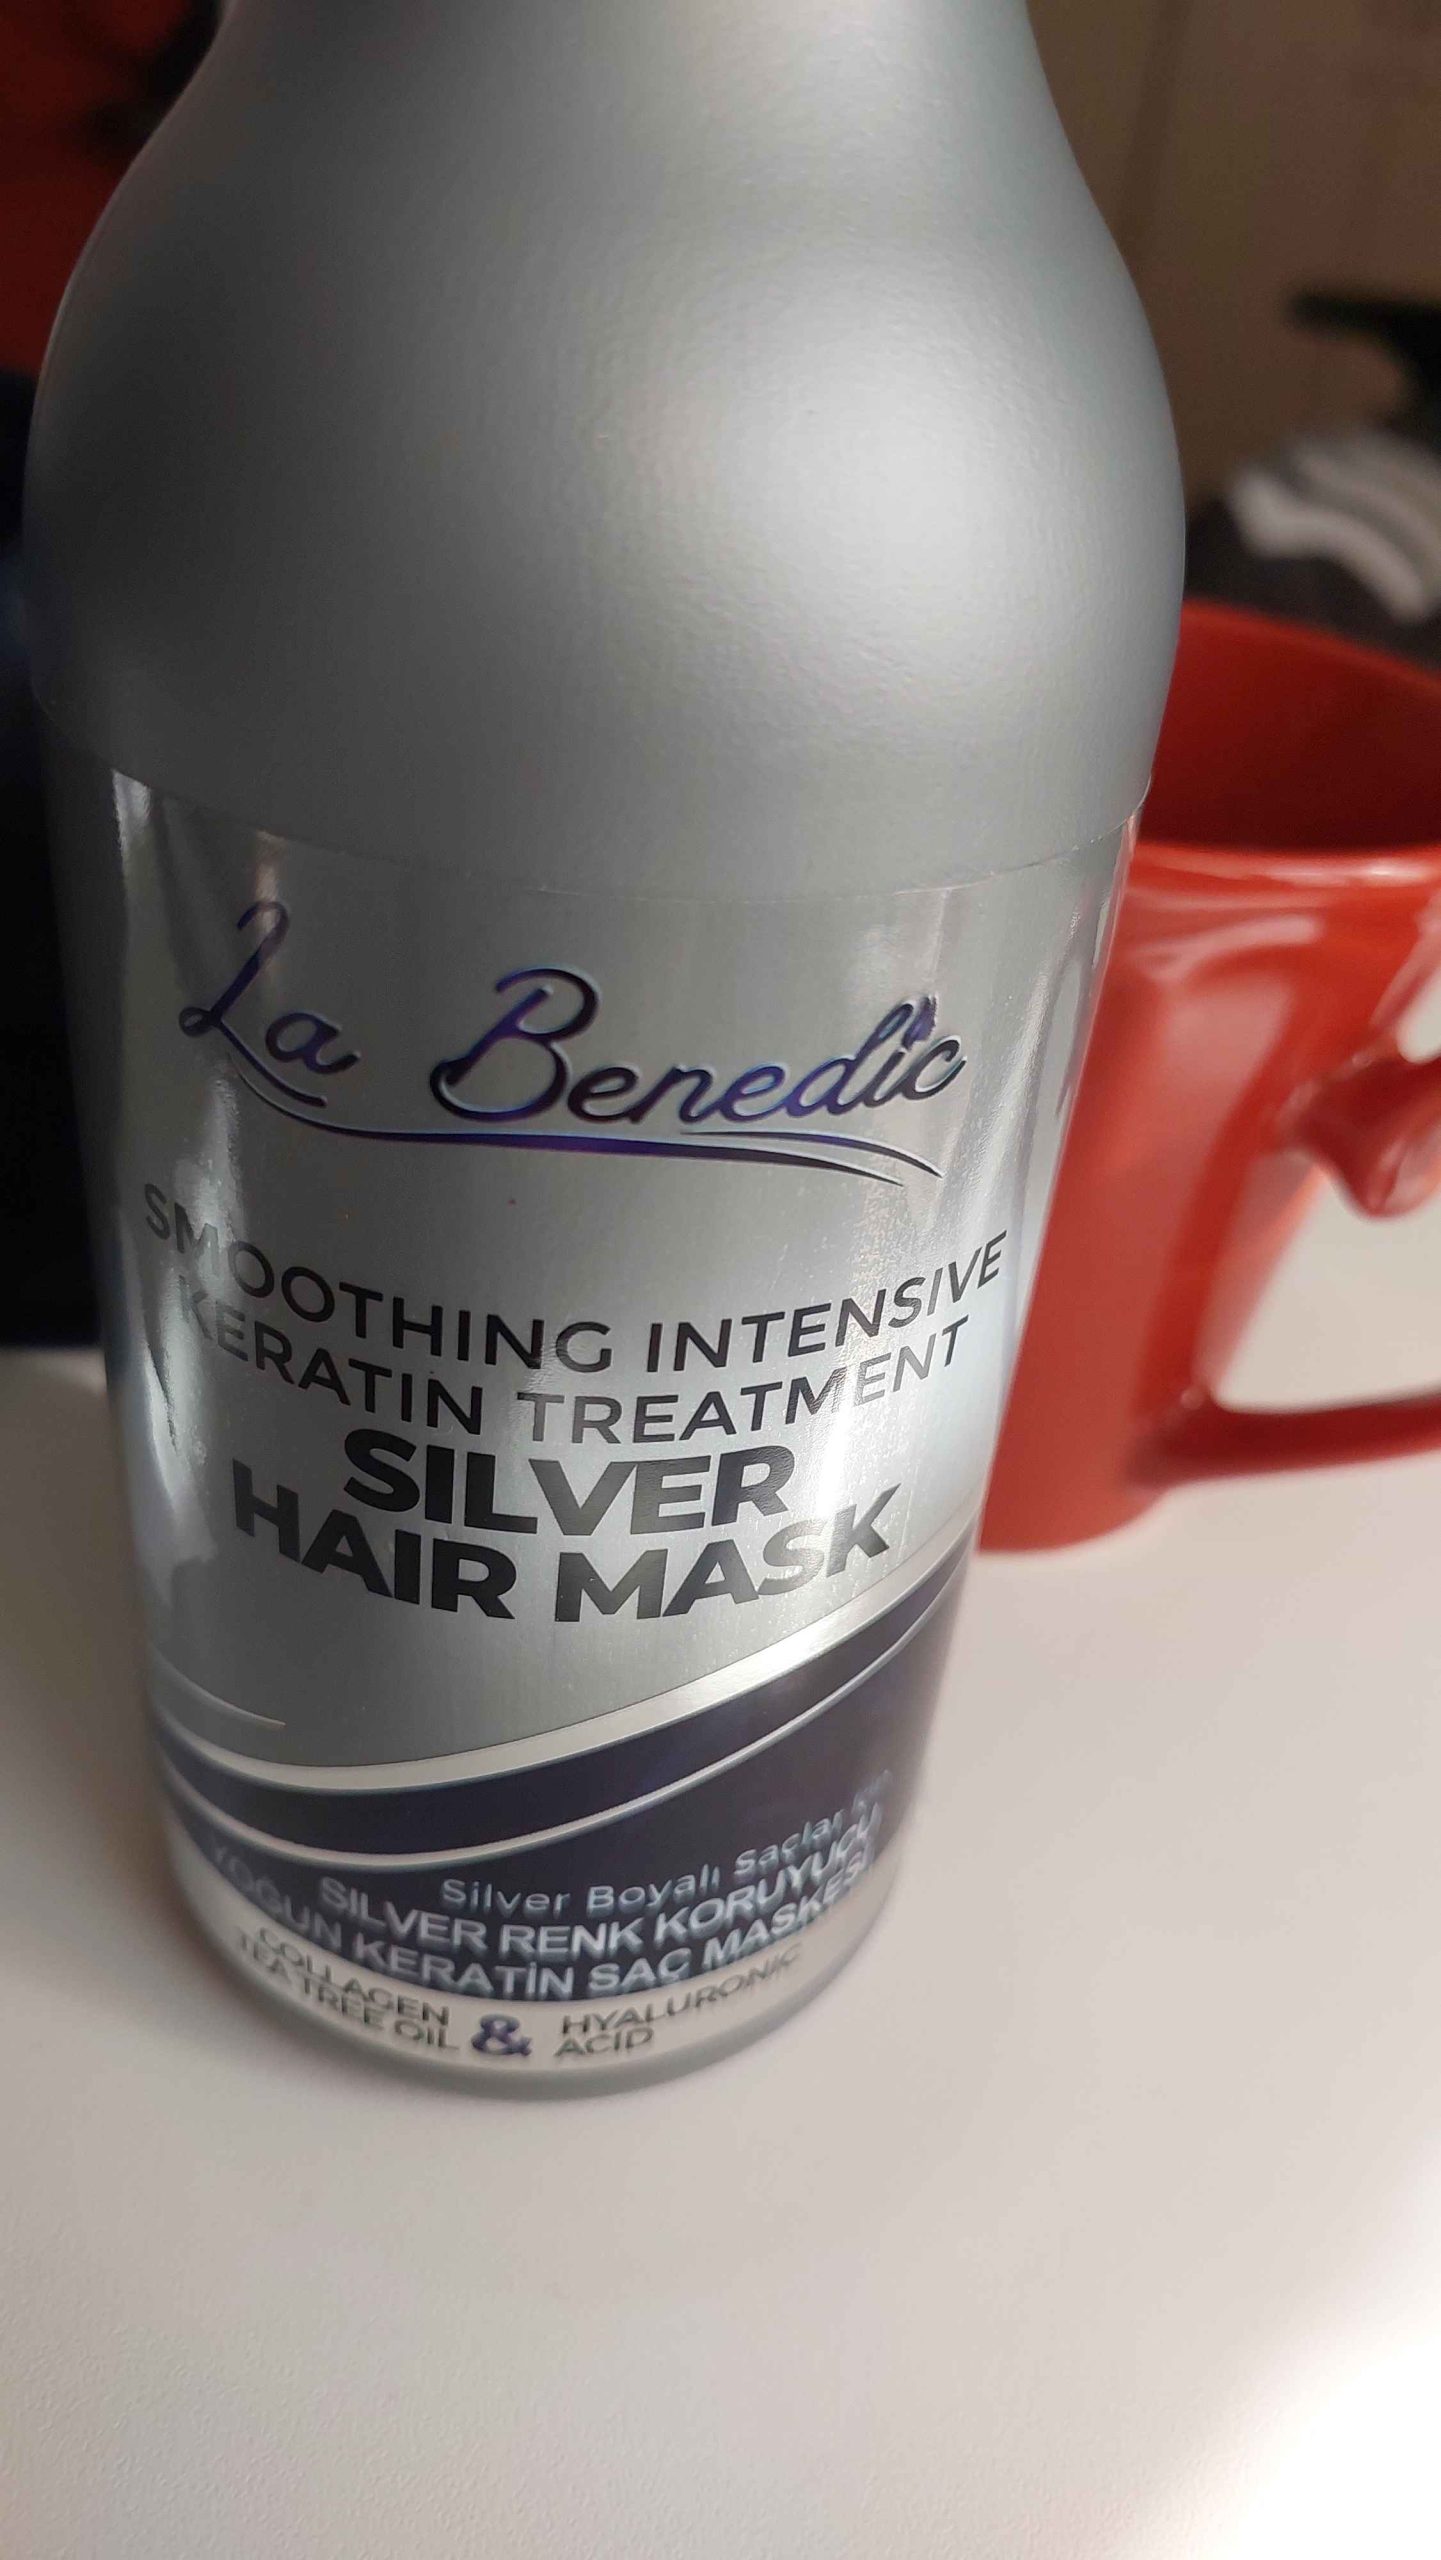 La Benedic
SMOOTHING INTENSIVE
KERATIN TREATMENT
SILVER
HAIR MASK
Silver Boyalı Saçlar için
SILVER RENK KORUYUCU
YOĞUN KERATİN SAÇ MASKESİ
COLLAGEN
TEA TREE OIL & HYALURONIC
ACID